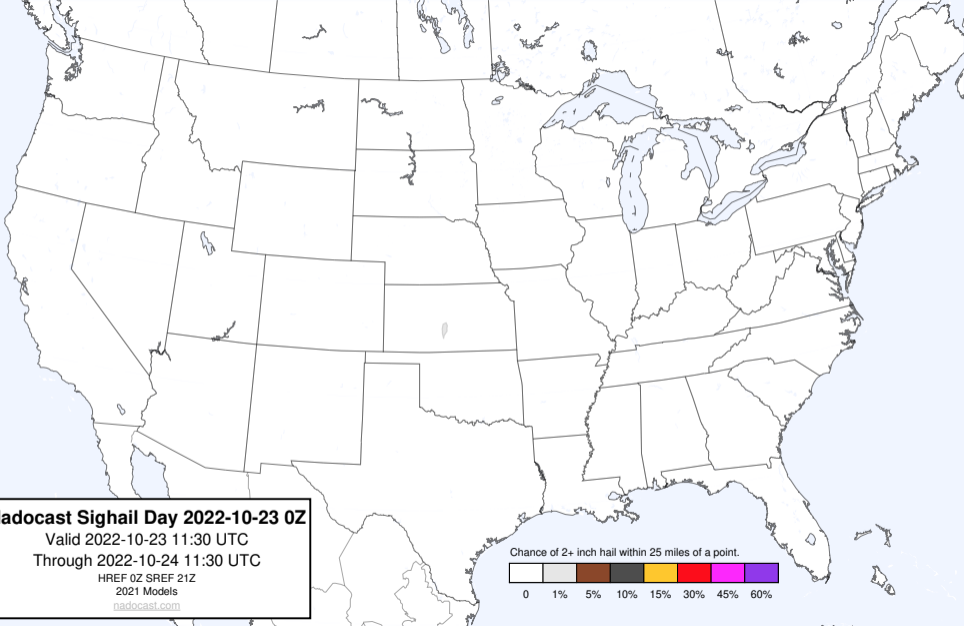 adocast Sighail Day 2022-10-23 0Z
Valid 2022-10-23 11:30 UTC
Through 2022-10-24 11:30 UTC
HREF 0Z SREF 21Z
2021 Models
nadocast.com
Chance of 2+ inch hail within 25 miles of a point.
0 1% 5% 10% 15% 30% 45% 60%